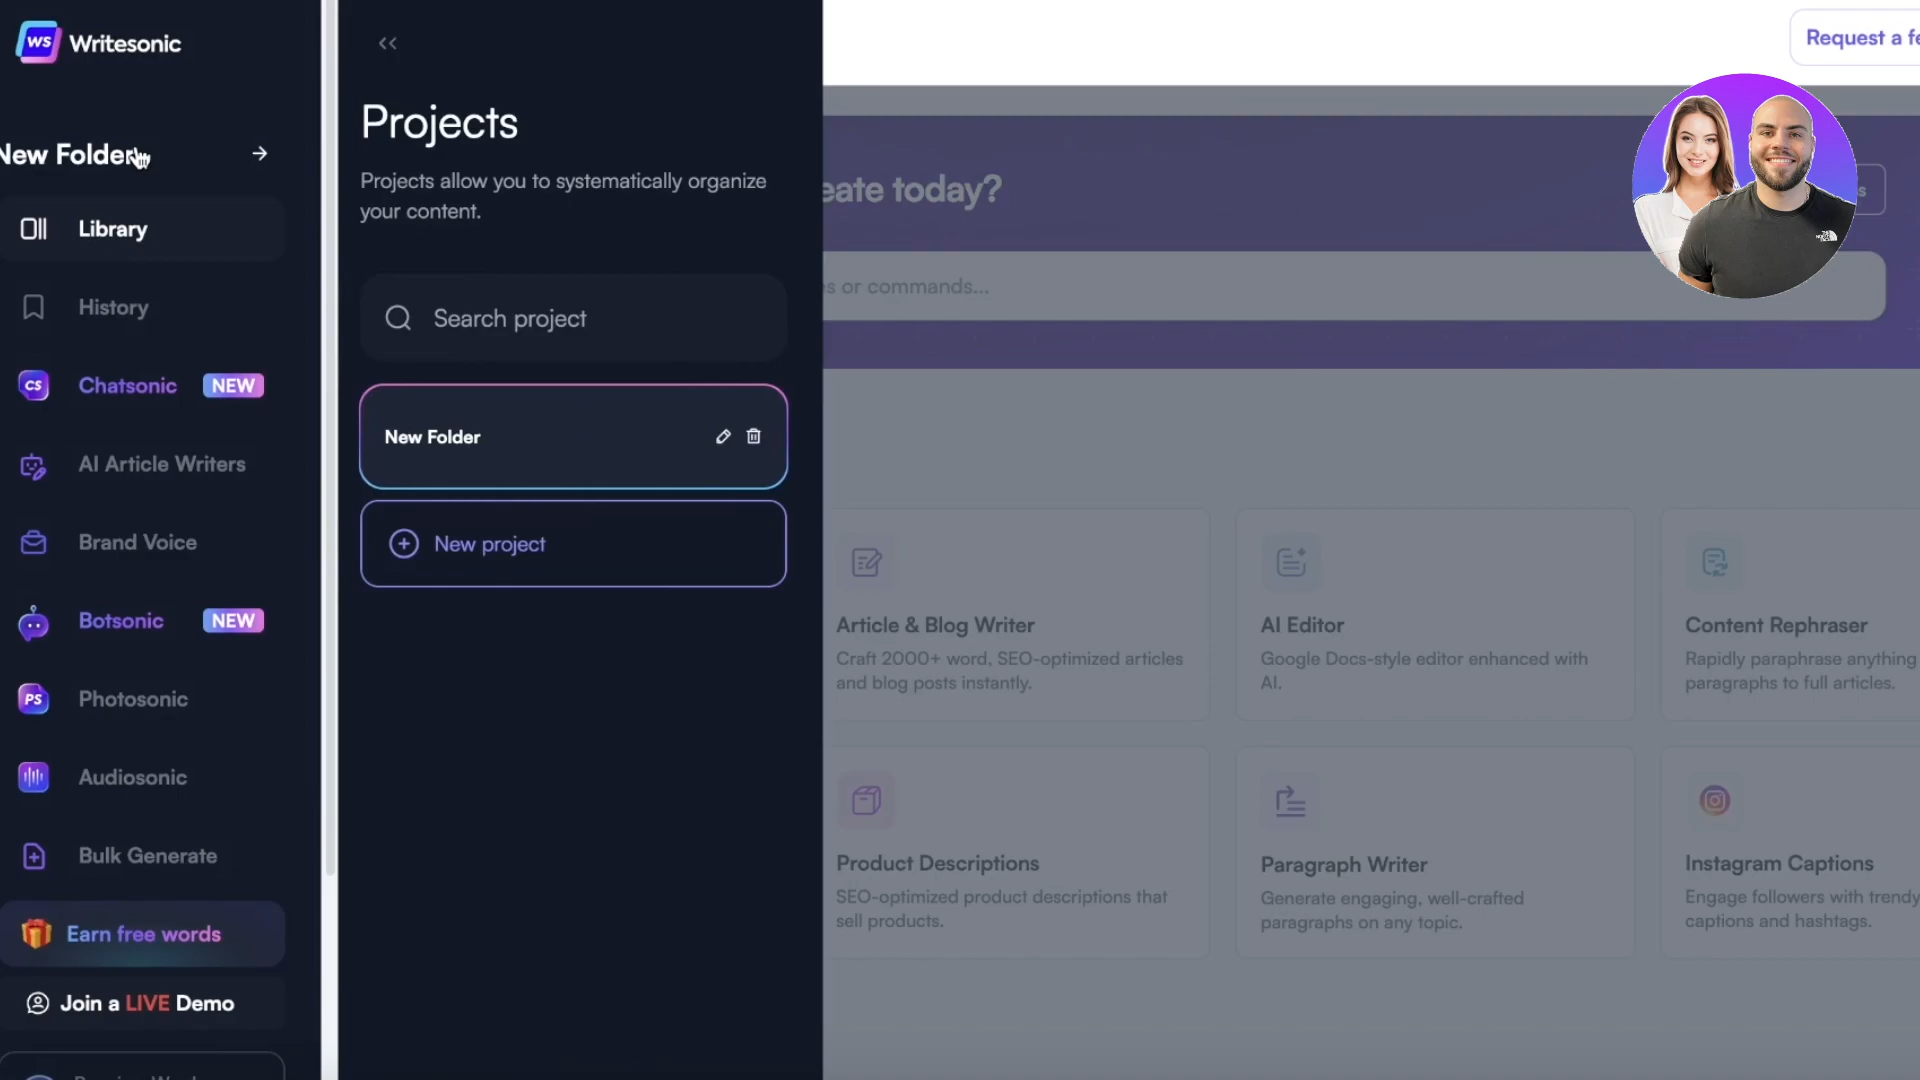 WS Writesonic
New Folder
Library
History
CS Chatsonic NEW
AI Article Writers
Brand Voice
Botsonic NEW
PS Photosonic
Audiosonic
Bulk Generate
Earn free words
Join a LIVE Demo
Projects
Projects allow you to systematically organize
your content.
Search project
New Folder
New project
Request a fe
eate today?
s
s or commands...
Article & Blog Writer
Craft 2000+ word, SEO-optimized articles
and blog posts instantly.
AI Editor
Google Docs-style editor enhanced with
AI.
Content Rephraser
Rapidly paraphrase anything
paragraphs to full articles.
Product Descriptions
SEO-optimized product descriptions that
sell products.
Paragraph Writer
Generate engaging, well-crafted
paragraphs on any topic.
Instagram Captions
Engage followers with trendy
captions and hashtags.